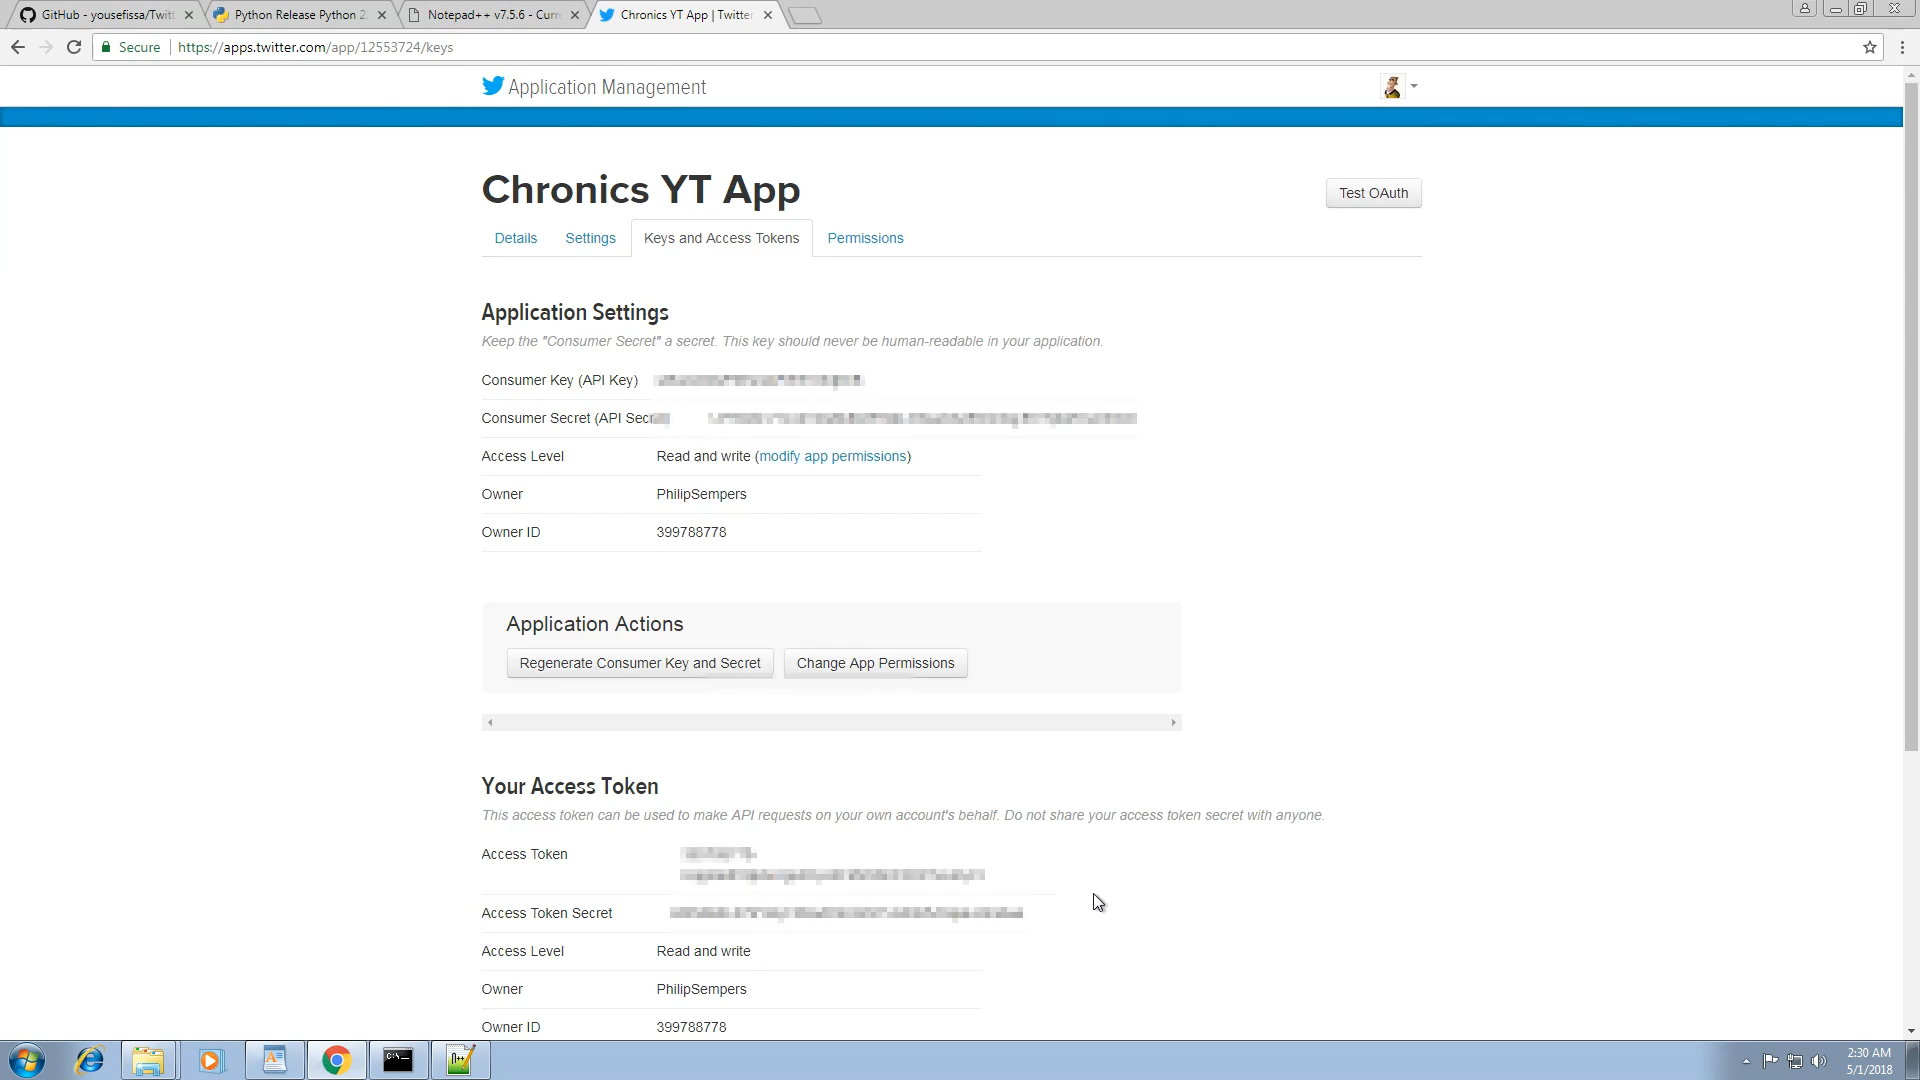 GitHub - yousefissa/Twitt
Python Release Python 2.
Notepad++ v7.5.6 - Curre
Chronics YT App | Twitter
Secure | https://apps.twitter.com/app/12553724/keys
Application Management
Chronics YT App
Test OAuth
Details Settings Keys and Access Tokens Permissions
Application Settings
Keep the "Consumer Secret" a secret. This key should never be human-readable in your application.
Consumer Key (API Key)
Consumer Secret (API Secret)
Access Level Read and write (modify app permissions)
Owner PhilipSempers
Owner ID 399788778
Application Actions
Regenerate Consumer Key and Secret Change App Permissions
Your Access Token
This access token can be used to make API requests on your own account's behalf. Do not share your access token secret with anyone.
Access Token
Access Token Secret
Access Level Read and write
Owner PhilipSempers
Owner ID 399788778
2:30 AM
5/1/2018